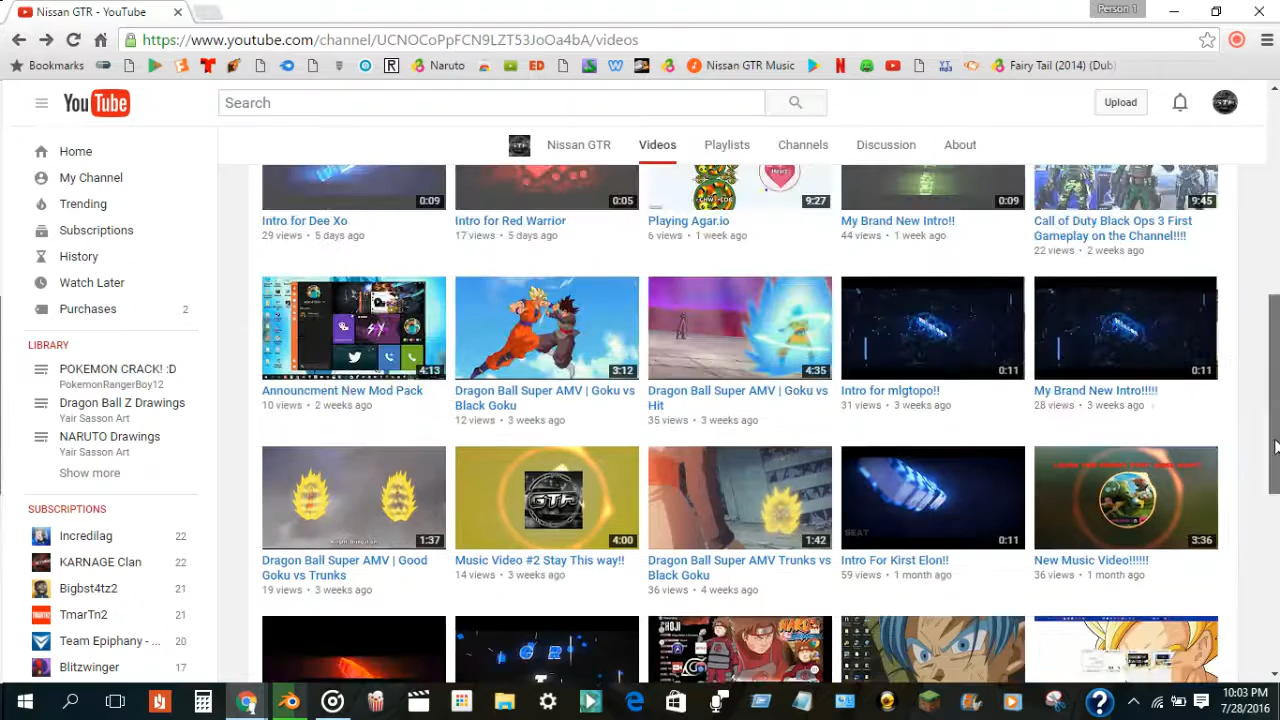 Nissan GTR - YouTube
Person 1
https://www.youtube.com/channel/UCNOCoPpFCN9LZT53JoOa4bA/videos
Bookmarks
Naruto
ED
Nissan GTR Music
Fairy Tail (2014) (Dub)
YouTube
Search
Upload
Nissan GTR
Videos
Playlists
Channels
Discussion
About
Home
My Channel
Trending
Subscriptions
History
Watch Later
Purchases 2
LIBRARY
POKEMON CRACK! :D
PokemonRangerBoy12
Dragon Ball Z Drawings
Yair Sasson Art
NARUTO Drawings
Yair Sasson Art
Show more
SUBSCRIPTIONS
Incredilag 22
KARNAGE Clan 22
Bigbst4tz2 21
TmarTn2 21
Team Epiphany - ... 20
Blitzwinger 17
0:09
Intro for Dee Xo
29 views • 5 days ago
0:05
Intro for Red Warrior
17 views • 5 days ago
Heart
9:27
Playing Agar.io
6 views • 1 week ago
0:09
My Brand New Intro!!
44 views • 1 week ago
9:45
Call of Duty Black Ops 3 First
Gameplay on the Channel!!!!
22 views • 2 weeks ago
4:13
Announcment New Mod Pack
10 views • 2 weeks ago
3:12
Dragon Ball Super AMV | Goku vs
Black Goku
12 views • 3 weeks ago
4:35
Dragon Ball Super AMV | Goku vs
Hit
35 views • 3 weeks ago
0:11
Intro for mlgtopo!!
31 views • 3 weeks ago
0:11
My Brand New Intro!!!!!
28 views • 3 weeks ago
1:37
Dragon Ball Super AMV | Good
Goku vs Trunks
19 views • 3 weeks ago
GTR
4:00
Music Video #2 Stay This way!!
14 views • 3 weeks ago
1:42
Dragon Ball Super AMV Trunks vs
Black Goku
36 views • 4 weeks ago
SEAT
0:11
Intro For Kirst Elon!!
59 views • 1 month ago
3:36
New Music Video!!!!!!
36 views • 1 month ago
CHOJI
10:03 PM
7/28/2016